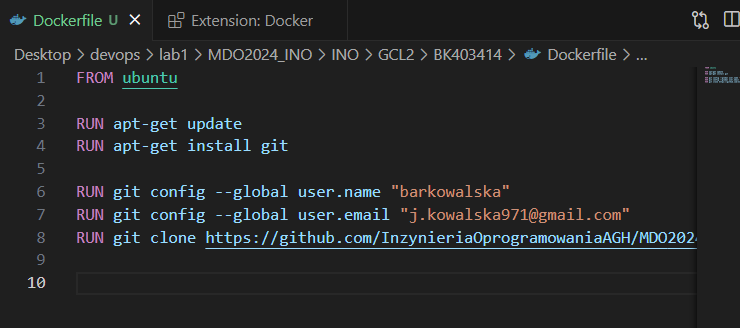 Dockerfile U Extension: Docker
Desktop > devops > lab1 > MDO2024_INO > INO > GCL2 > BK403414 > Dockerfile > ...
1 FROM ubuntu
2
3 RUN apt-get update
4 RUN apt-get install git
5
6 RUN git config --global user.name "barkowalska"
7 RUN git config --global user.email "j.kowalska971@gmail.com"
8 RUN git clone https://github.com/InzynieriaOprogramowaniaAGH/MDO2024
9
10